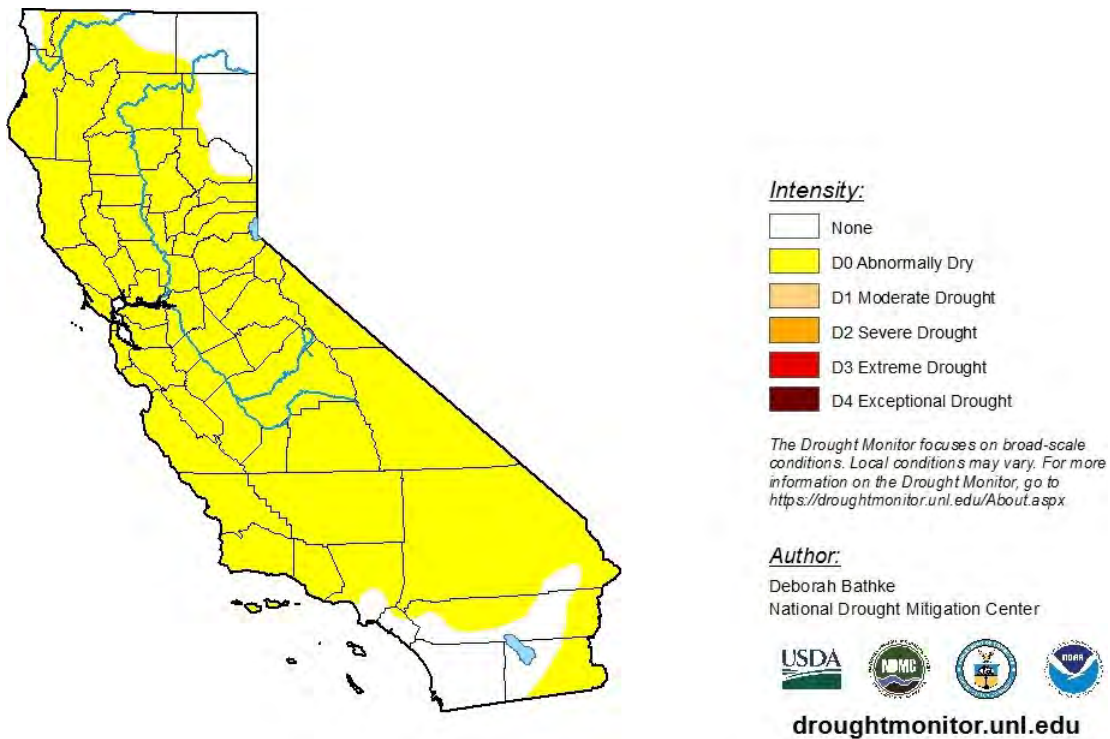 Intensity:
None
D0 Abnormally Dry
D1 Moderate Drought
D2 Severe Drought
D3 Extreme Drought
D4 Exceptional Drought
The Drought Monitor focuses on broad-scale
conditions. Local conditions may vary. For more
information on the Drought Monitor, go to
https://droughtmonitor.unl.edu/About.aspx
Author:
Deborah Bathke
National Drought Mitigation Center
USDA
NDMC
NOAA
droughtmonitor.unl.edu